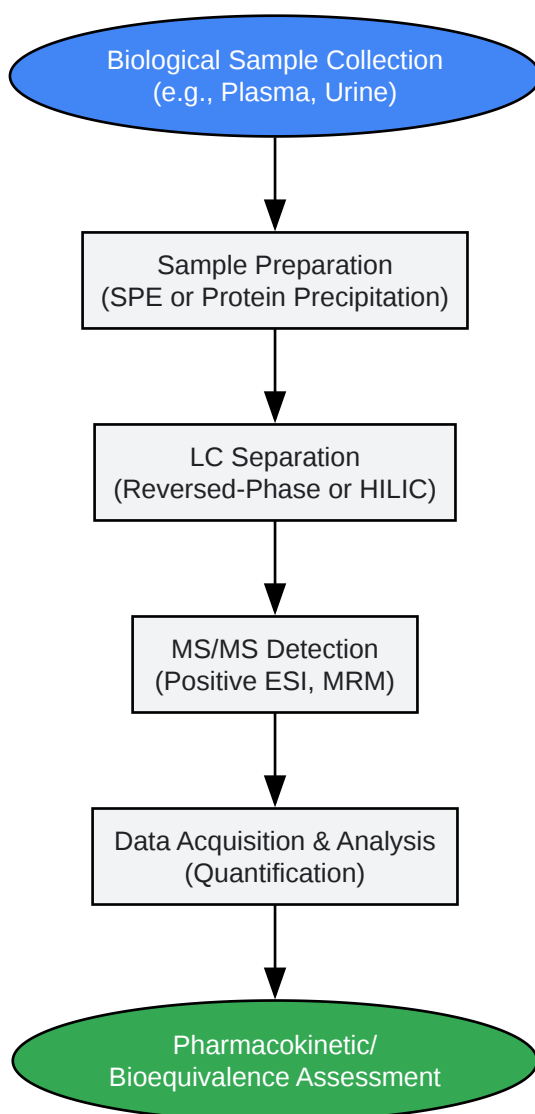 Biological Sample Collection
(e.g., Plasma, Urine)
Sample Preparation
(SPE or Protein Precipitation)
LC Separation
(Reversed-Phase or HILIC)
MS/MS Detection
(Positive ESI, MRM)
Data Acquisition & Analysis
(Quantification)
Pharmacokinetic/
Bioequivalence Assessment